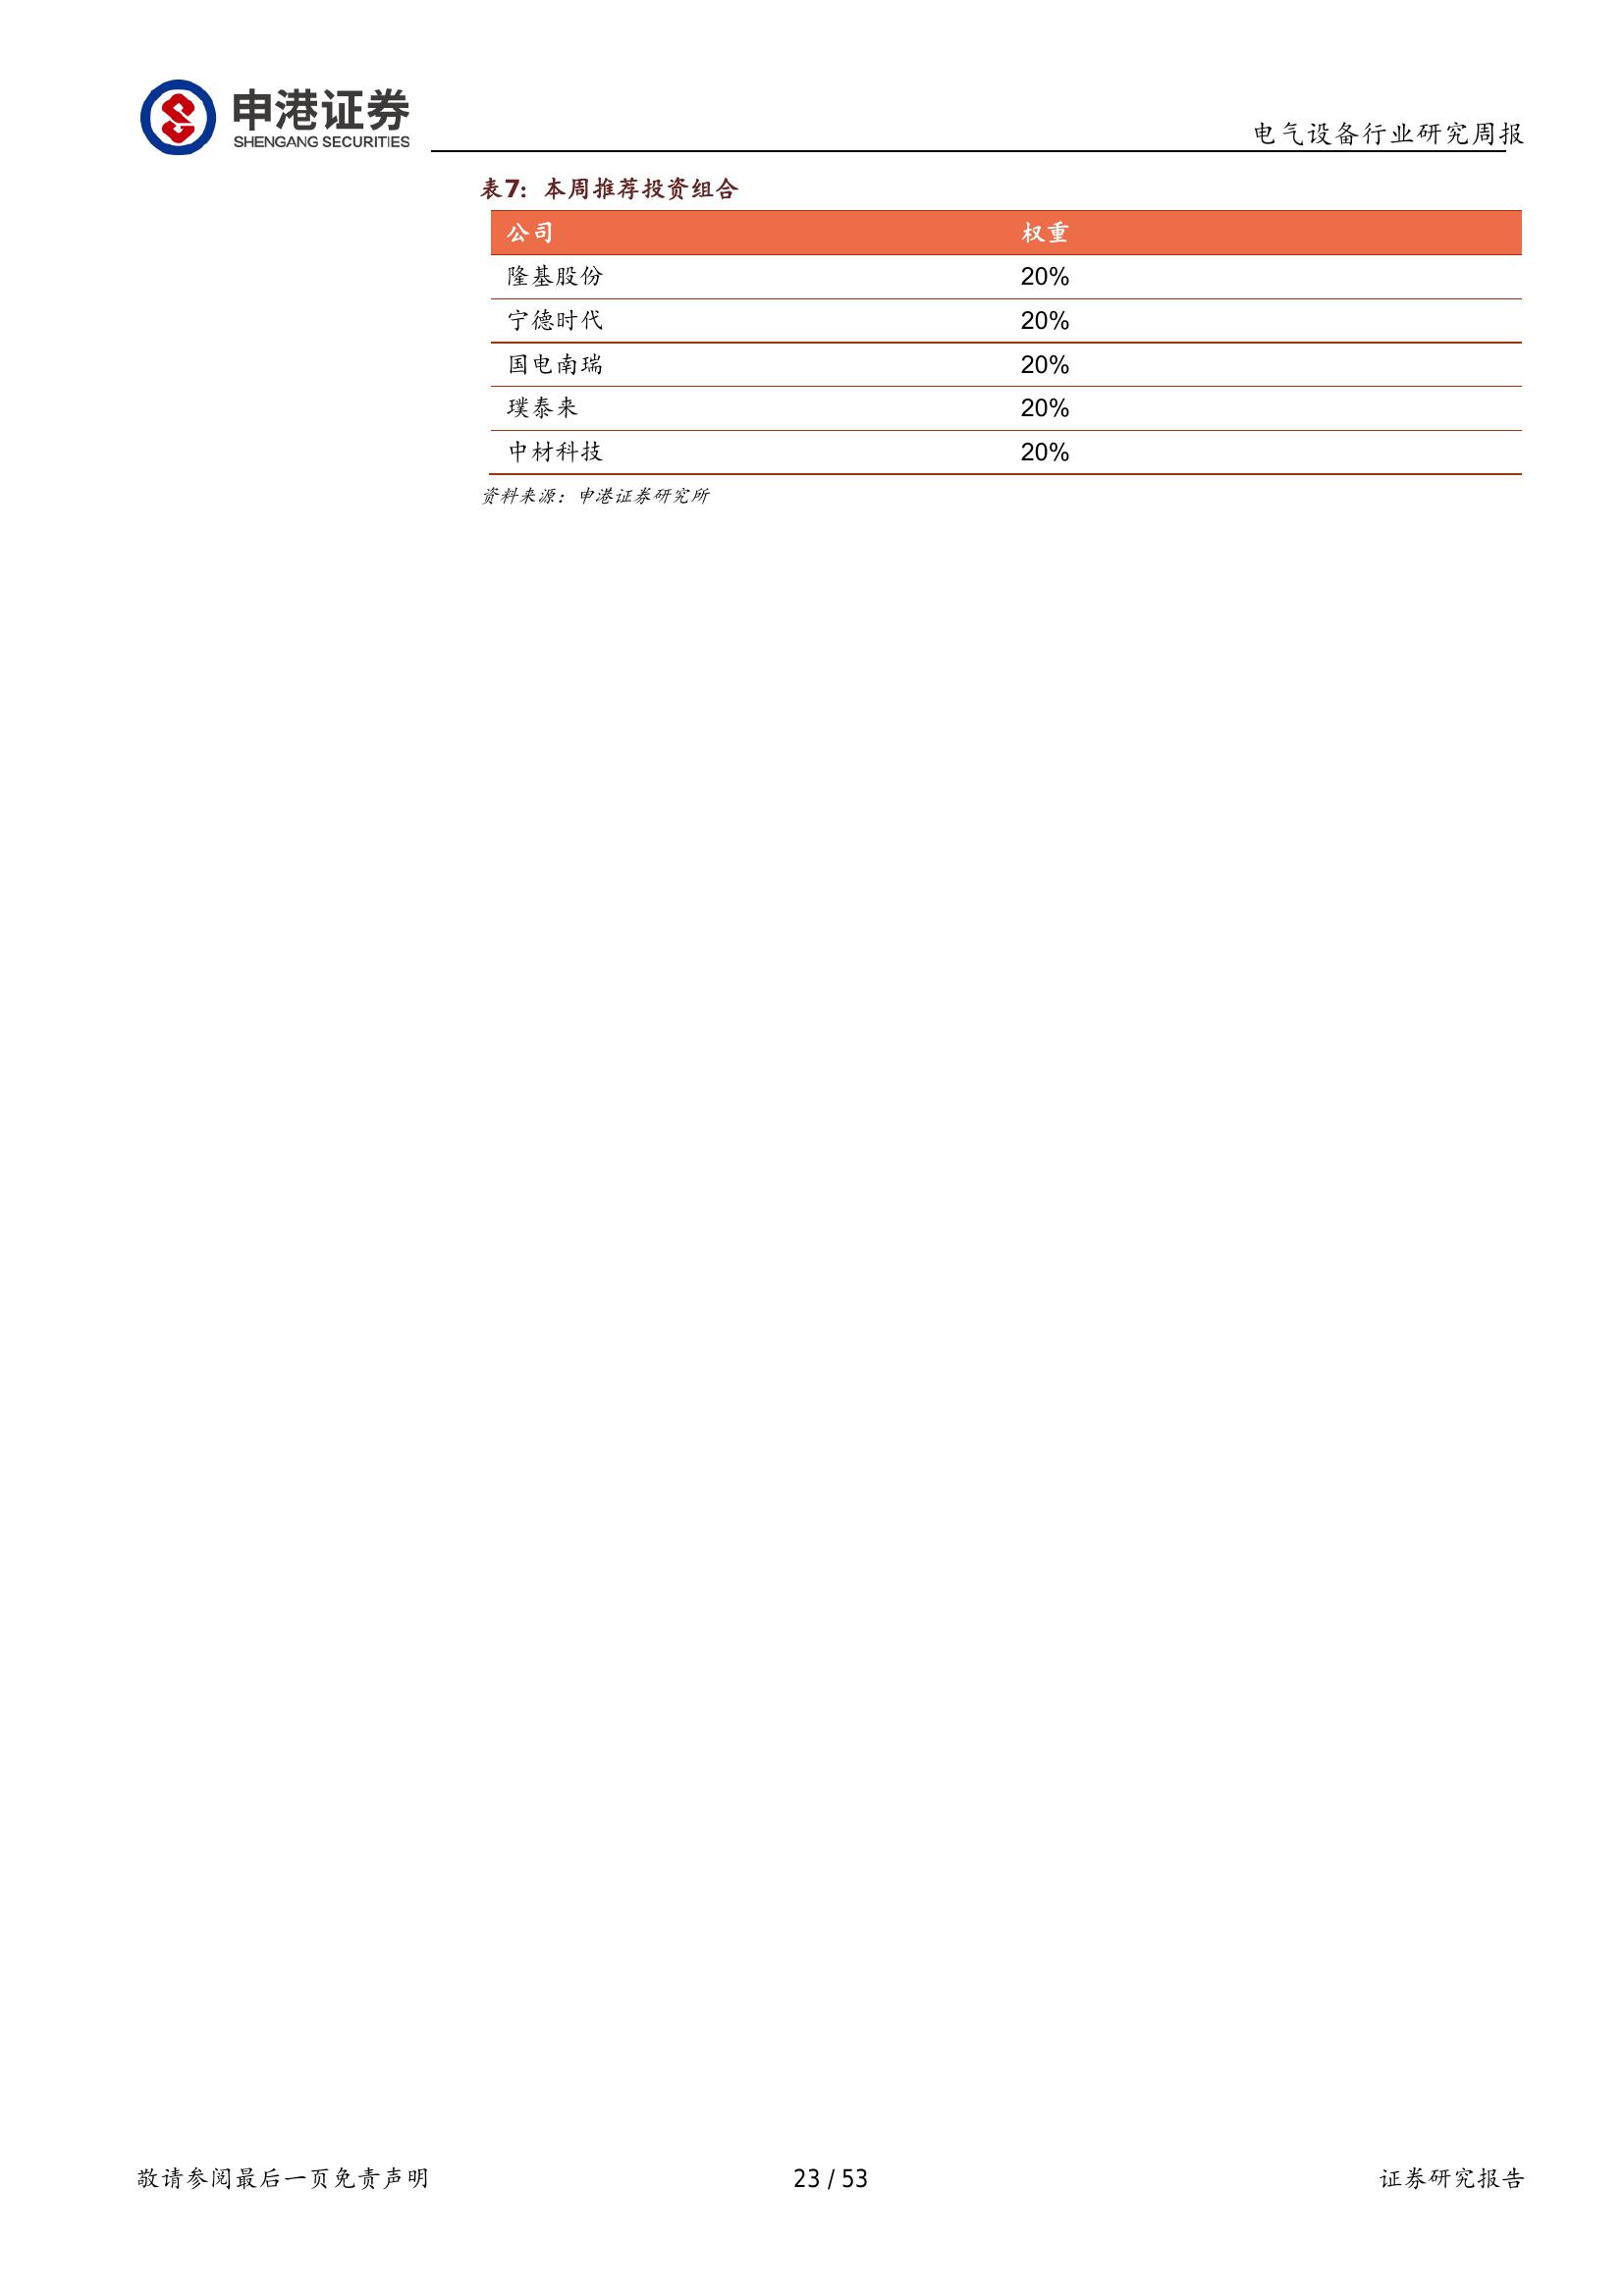 申港证券
SHENGANG SECURITIES
电气设备行业研究周报
表7：本周推荐投资组合
公司 权重
隆基股份 20%
宁德时代 20%
国电南瑞 20%
璞泰来 20%
中材科技 20%
资料来源：申港证券研究所
敬请参阅最后一页免责声明 23 / 53 证券研究报告